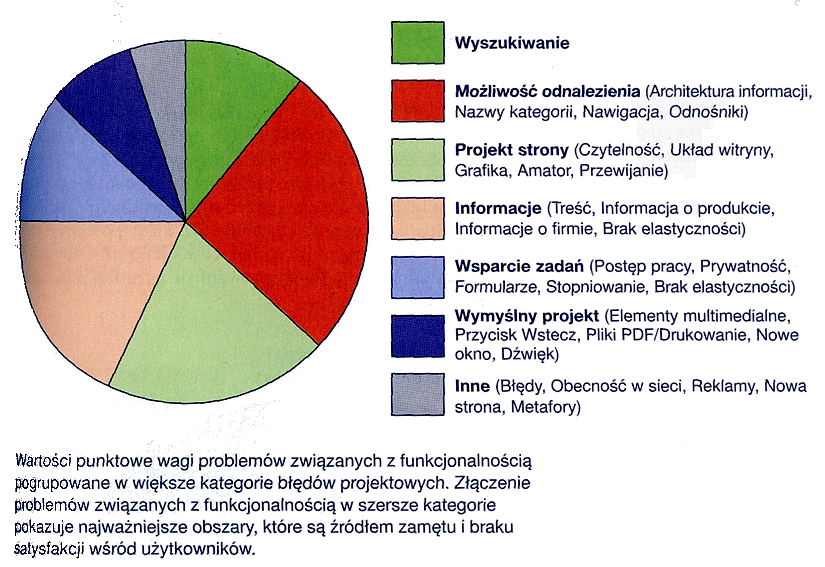 Wyszukiwanie
Możliwość odnalezienia (Architektura informacji,
Nazwy kategorii, Nawigacja, Odnośniki)
Projekt strony (Czytelność, Układ witryny,
Grafika, Amator, Przewijanie)
Informacje (Treść, Informacja o produkcie,
Informacje o firmie, Brak elastyczności)
Wsparcie zadań (Postęp pracy, Prywatność,
Formularze, Stopniowanie, Brak elastyczności)
Wymyślny projekt (Elementy multimedialne,
Przycisk Wstecz, Pliki PDF/Drukowanie, Nowe
okno, Dźwięk)
Inne (Błędy, Obecność w sieci, Reklamy, Nowa
strona, Metafory)
Wartości punktowe wagi problemów związanych z funkcjonalnością
pogrupowane w większe kategorie błędów projektowych. Złączenie
problemów związanych z funkcjonalnością w szersze kategorie
pokazuje najważniejsze obszary, które są źródłem zamętu i braku
satysfakcji wśród użytkowników.